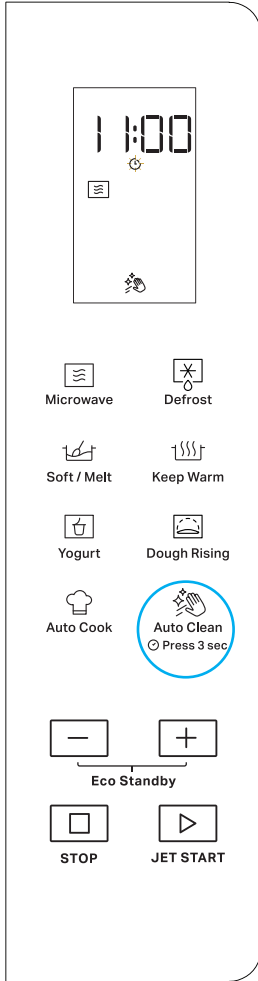 11:00
Microwave
Defrost
Soft / Melt
Keep Warm
Yogurt
Dough Rising
Auto Cook
Auto Clean
Press 3 sec
Eco Standby
STOP
JET START